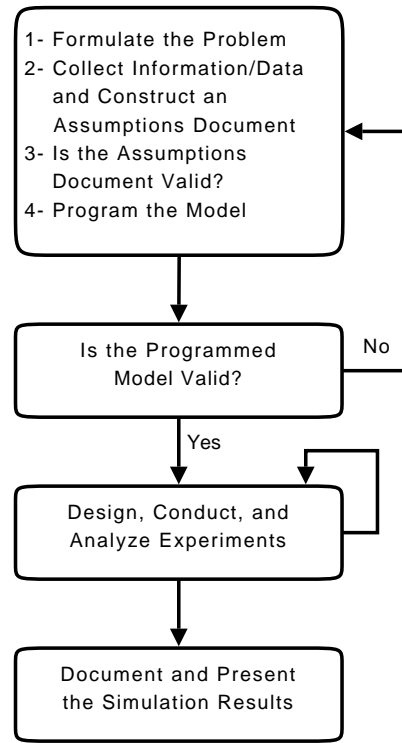 1- Formulate the Problem
2- Collect Information/Data
and Construct an
Assumptions Document
3- Is the Assumptions
Document Valid?
4- Program the Model
Is the Programmed
Model Valid?
No
Yes
Design, Conduct, and
Analyze Experiments
Document and Present
the Simulation Results